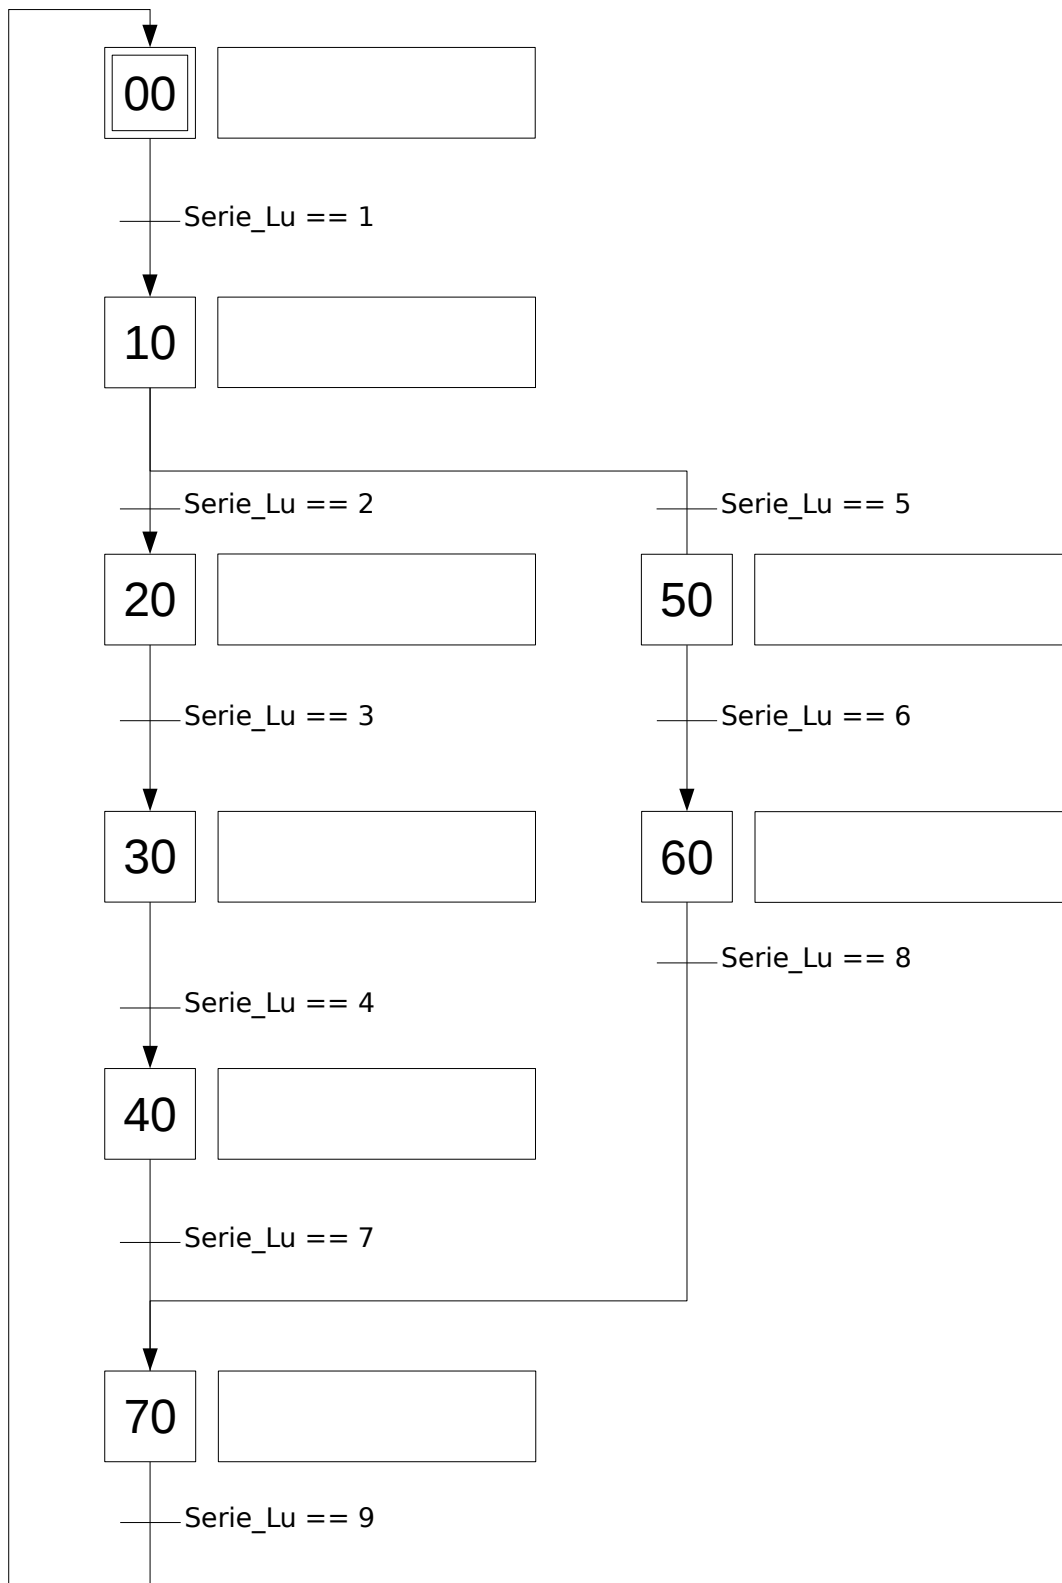 00
Serie_Lu == 1
10
Serie_Lu == 2
Serie_Lu == 5
20
50
Serie_Lu == 3
Serie_Lu == 6
30
60
Serie_Lu == 8
Serie_Lu == 4
40
Serie_Lu == 7
70
Serie_Lu == 9